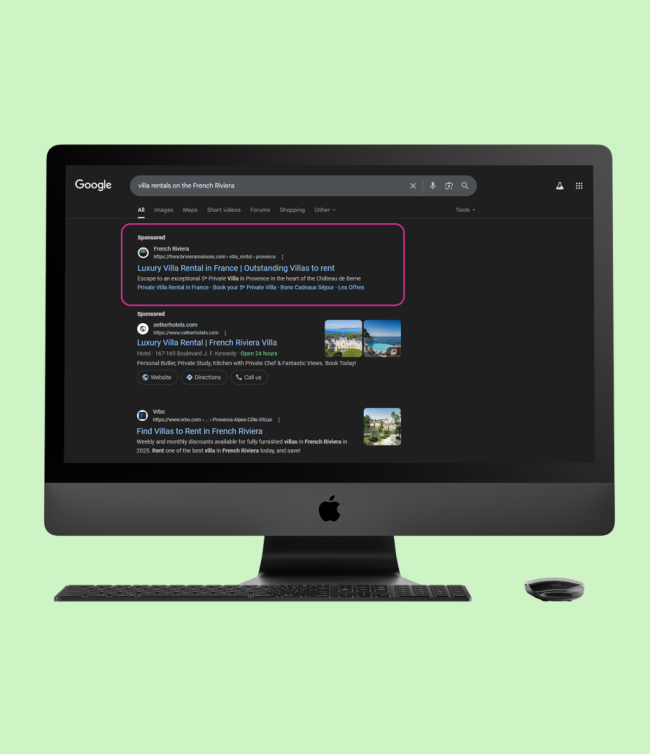 Google
villa rentals on the French Riviera
All Images Maps Short videos Forums Shopping Other Tools
Sponsored
French Riviera
https://frenchrivieramaisons.com › villa_rental › provence
Luxury Villa Rental in France | Outstanding Villas to rent
Escape to an exceptional 5* Private Villa in Provence in the heart of the Château de Berne
Private Villa Rental in France · Book your 5* Private Villa · Bons Cadeaux Séjour · Les Offres
Sponsored
oetkerhotels.com
https://www.oetkerhotels.com
Luxury Villa Rental | French Riviera Villa
Hotel · 167-165 Boulevard J. F. Kennedy · Open 24 hours
Personal Butler, Private Study, Kitchen with Private Chef & Fantastic Views. Book Today!
Website Directions Call us
Vrbo
https://www.vrbo.com › ... › Provence-Alpes-Côte d'Azur
Find Villas to Rent in French Riviera
Weekly and monthly discounts available for fully furnished villas in French Riviera in
2025. Rent one of the best villa in French Riviera today, and save!